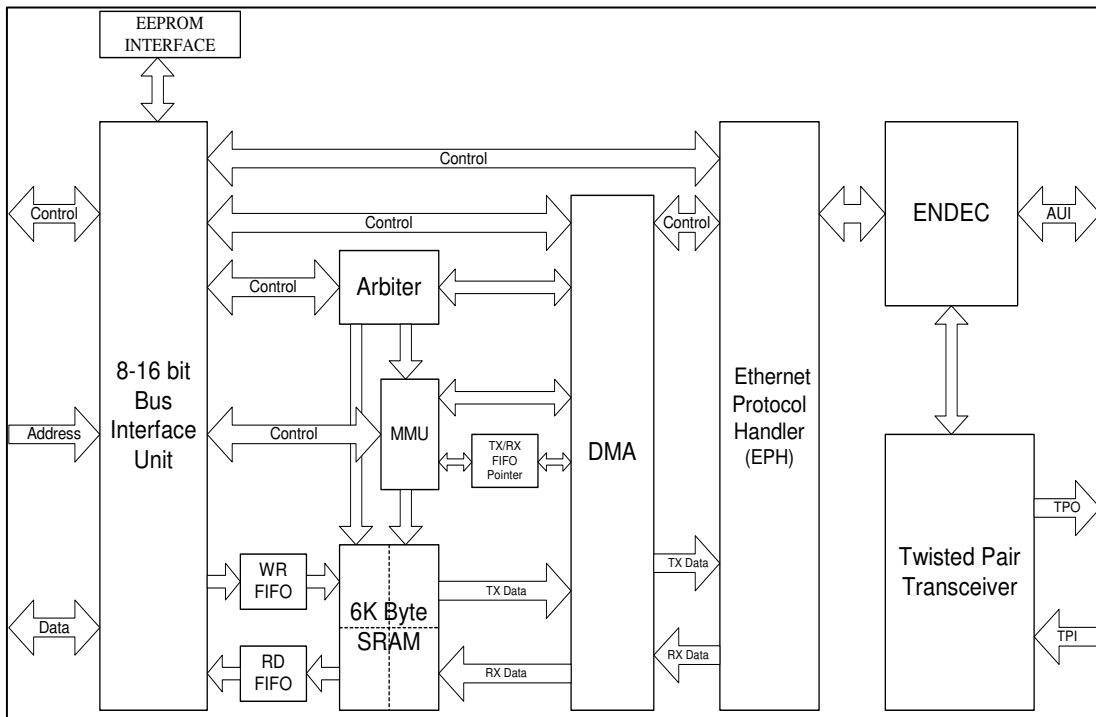 EEPROM
INTERFACE
Control
Control
Control
Control
Control
Control
Address
Data
8-16 bit
Bus
Interface
Unit
Arbiter
MMU
TX/RX
FIFO
Pointer
WR
FIFO
RD
FIFO
6K Byte
SRAM
TX Data
RX Data
DMA
TX Data
RX Data
Ethernet
Protocol
Handler
(EPH)
ENDEC
AUI
Twisted Pair
Transceiver
TPO
TPI